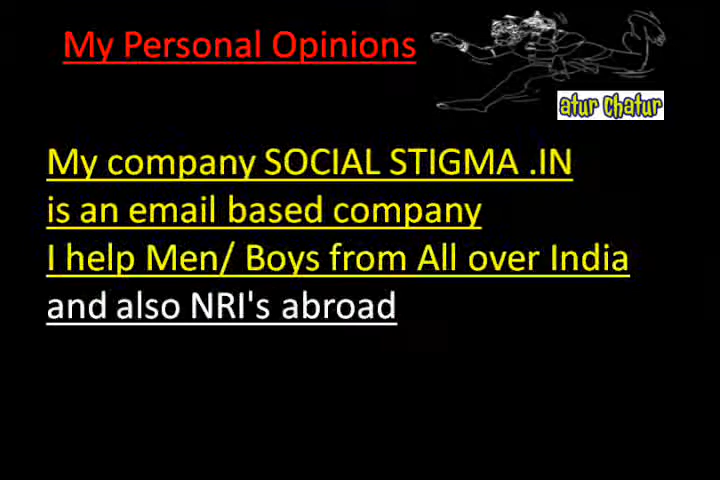 My Personal Opinions
atur Chatur
My company SOCIAL STIGMA .IN
is an email based company
I help Men/ Boys from All over India
and also NRI's abroad